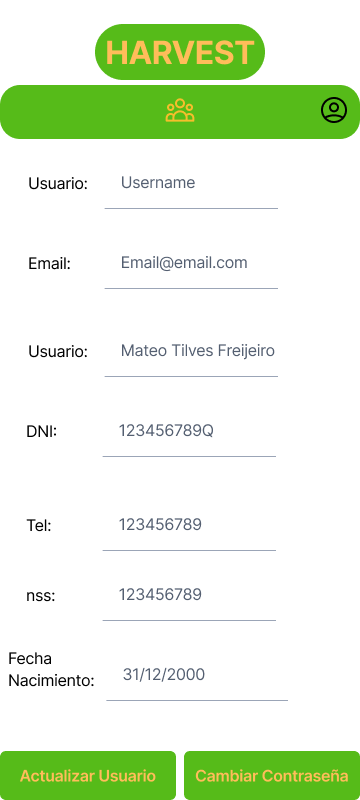 HARVEST
Usuario: Username
Email: Email@email.com
Usuario: Mateo Tilves Freijeiro
DNI: 123456789Q
Tel: 123456789
nss: 123456789
Fecha
Nacimiento: 31/12/2000
Actualizar Usuario Cambiar Contraseña